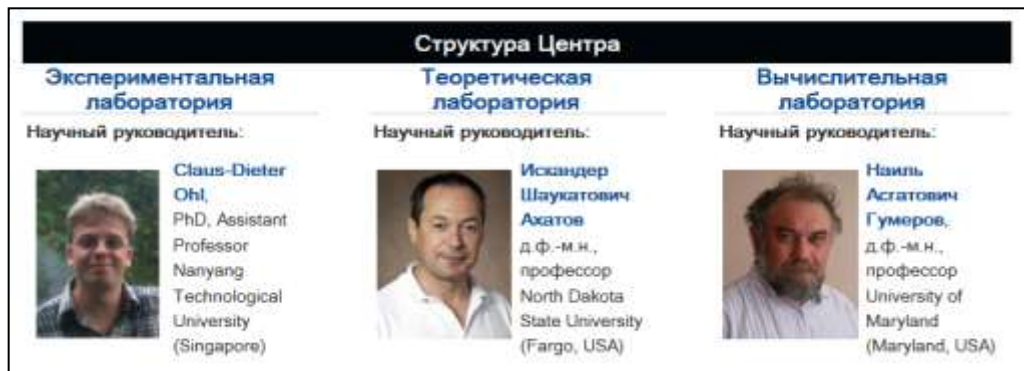 Структура Центра
Экспериментальная
лаборатория
Научный руководитель:
Claus-Dieter
Ohl,
PhD, Assistant
Professor
Nanyang
Technological
University
(Singapore)
Теоретическая
лаборатория
Научный руководитель:
Искандер
Шаукатович
Ахатов
д.ф.-м.н.,
профессор
North Dakota
State University
(Fargo, USA)
Вычислительная
лаборатория
Научный руководитель:
Наиль
Асгатович
Гумеров,
д.ф.-м.н.,
профессор
University of
Maryland
(Maryland, USA)